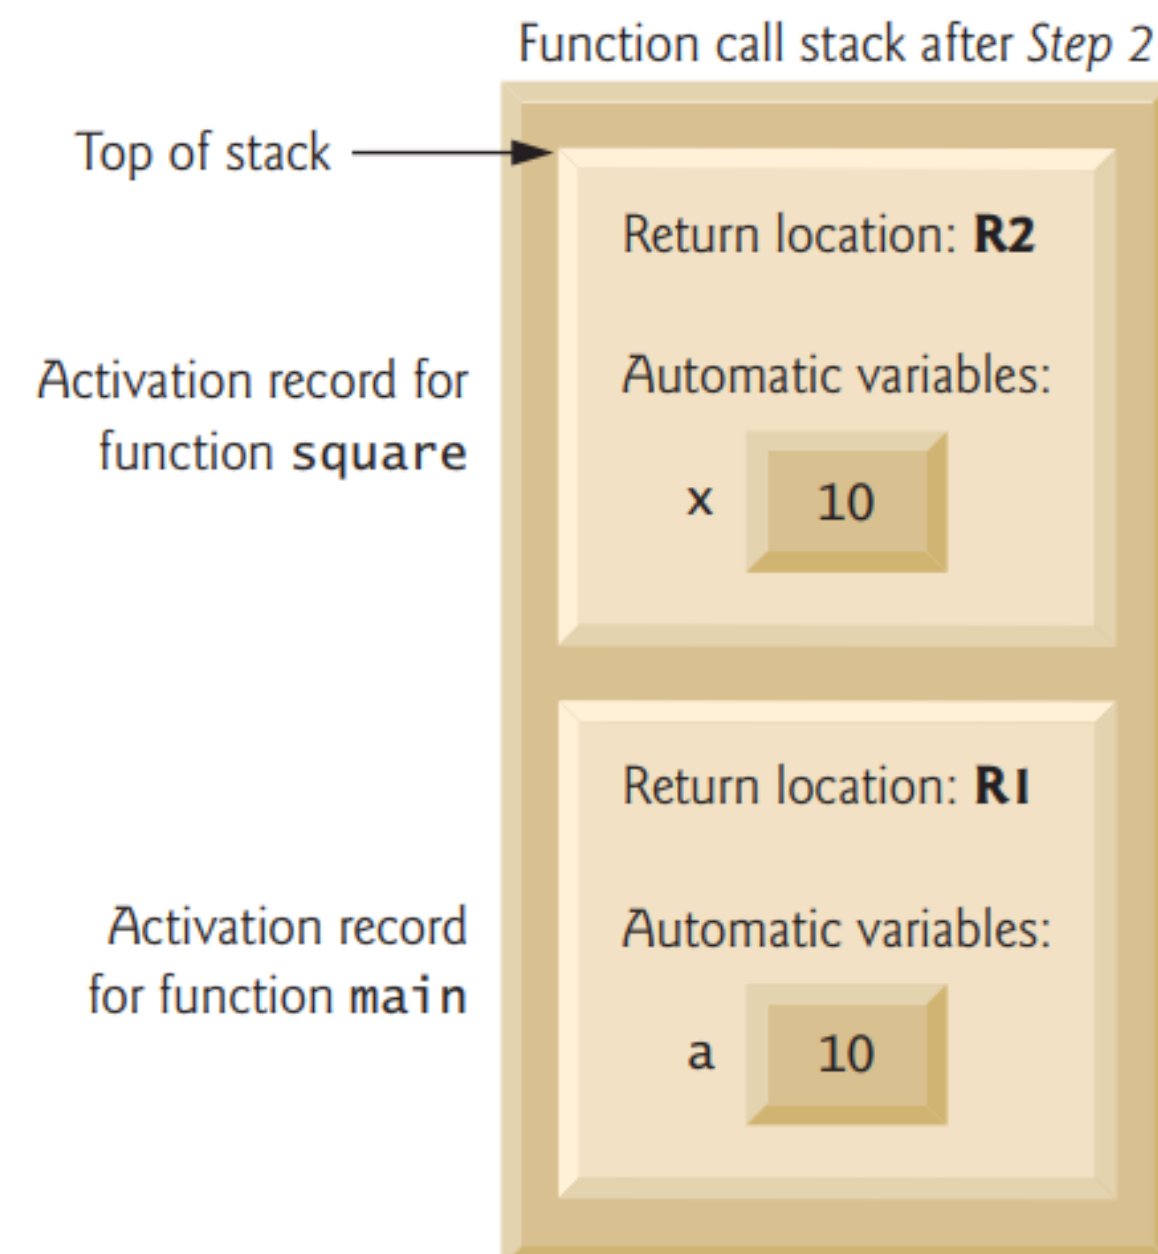 Function call stack after Step 2
Top of stack
Return location: R2
Activation record for
function square
Automatic variables:
x 10
Return location: R1
Activation record
for function main
Automatic variables:
a 10